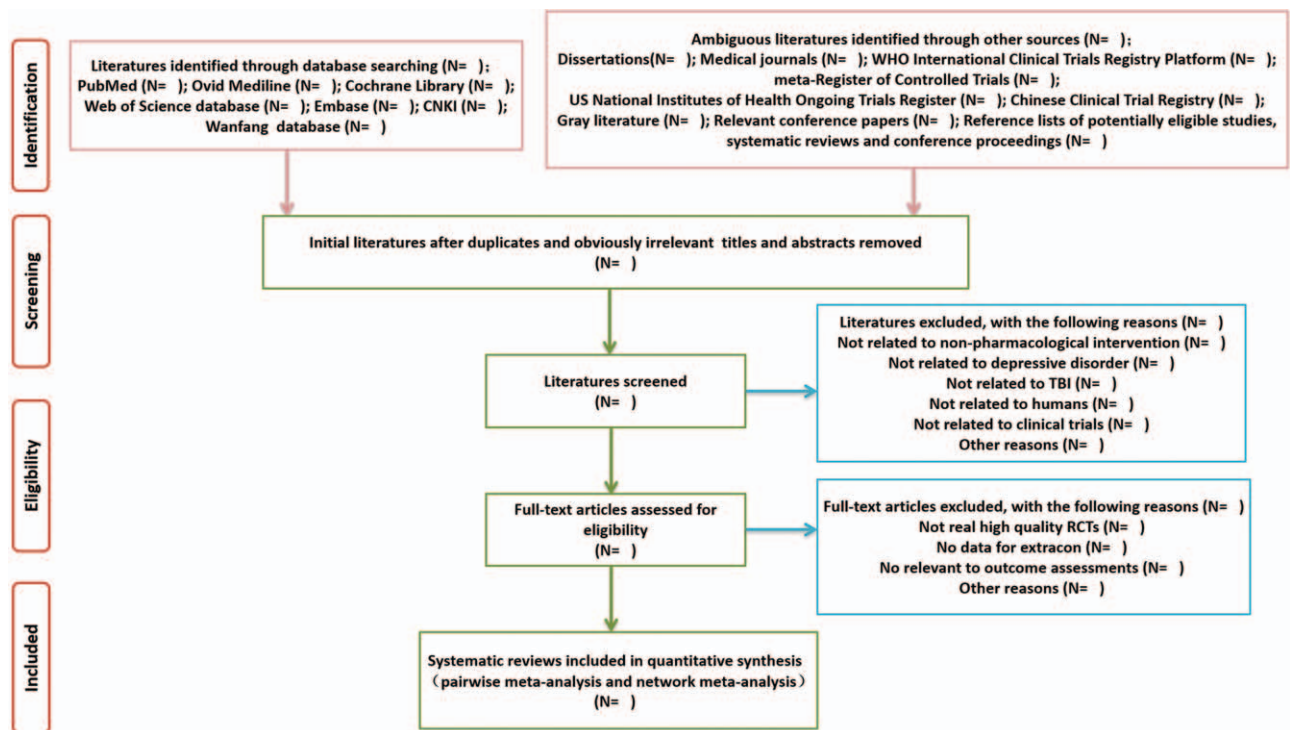 Identification
Literatures identified through database searching (N=   );
PubMed (N=   ); Ovid Mediline (N=   ); Cochrane Library (N=   );
Web of Science database (N=   ); Embase (N=   ); CNKI (N=   );
Wanfang database (N=   )
Ambiguous literatures identified through other sources (N=   );
Dissertations(N=   ); Medical journals (N=   ); WHO International Clinical Trials Registry Platform (N=   );
meta-Register of Controlled Trials (N=   );
US National Institutes of Health Ongoing Trials Register (N=   ); Chinese Clinical Trial Registry (N=   );
Gray literature (N=   ); Relevant conference papers (N=   ); Reference lists of potentially eligible studies,
systematic reviews and conference proceedings (N=   )
Screening
Initial literatures after duplicates and obviously irrelevant titles and abstracts removed
(N=   )
Literatures screened
(N=   )
Literatures excluded, with the following reasons (N=   )
Not related to non-pharmacological intervention (N=   )
Not related to depressive disorder (N=   )
Not related to TBI (N=   )
Not related to humans (N=   )
Not related to clinical trials (N=   )
Other reasons (N=   )
Eligibility
Full-text articles assessed for
eligibility
(N=   )
Full-text articles excluded, with the following reasons (N=   )
Not real high quality RCTs (N=   )
No data for extracon (N=   )
No relevant to outcome assessments (N=   )
Other reasons (N=   )
Included
Systematic reviews included in quantitative synthesis
（pairwise meta-analysis and network meta-analysis）
(N=   )